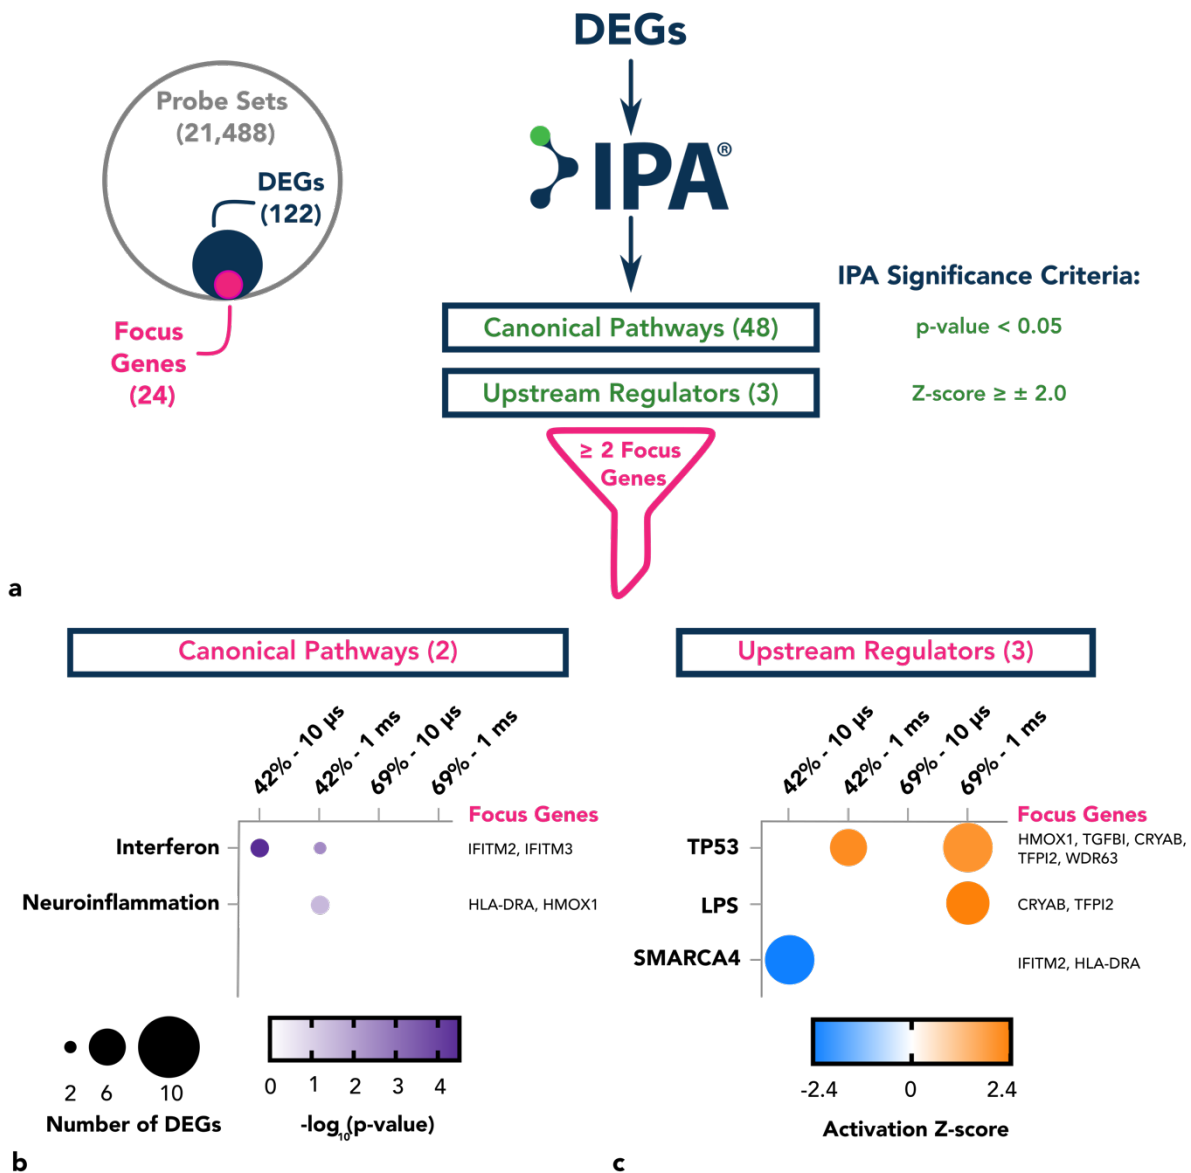 DEGs
Probe Sets
(21,488)
DEGs
(122)
Focus
Genes
(24)
IPA®
IPA Significance Criteria:
Canonical Pathways (48)
p-value < 0.05
Upstream Regulators (3)
Z-score ≥ ± 2.0
≥ 2 Focus
Genes
a
Canonical Pathways (2)
42% - 10 µs
42% - 1 ms
69% - 10 µs
69% - 1 ms
Focus Genes
Interferon
IFITM2, IFITM3
Neuroinflammation
HLA-DRA, HMOX1
2 6 10
Number of DEGs
0 1 2 3 4
-log10(p-value)
b
Upstream Regulators (3)
42% - 10 µs
42% - 1 ms
69% - 10 µs
69% - 1 ms
Focus Genes
TP53
HMOX1, TGFBI, CRYAB,
TFPI2, WDR63
LPS
CRYAB, TFPI2
SMARCA4
IFITM2, HLA-DRA
-2.4 0 2.4
Activation Z-score
c